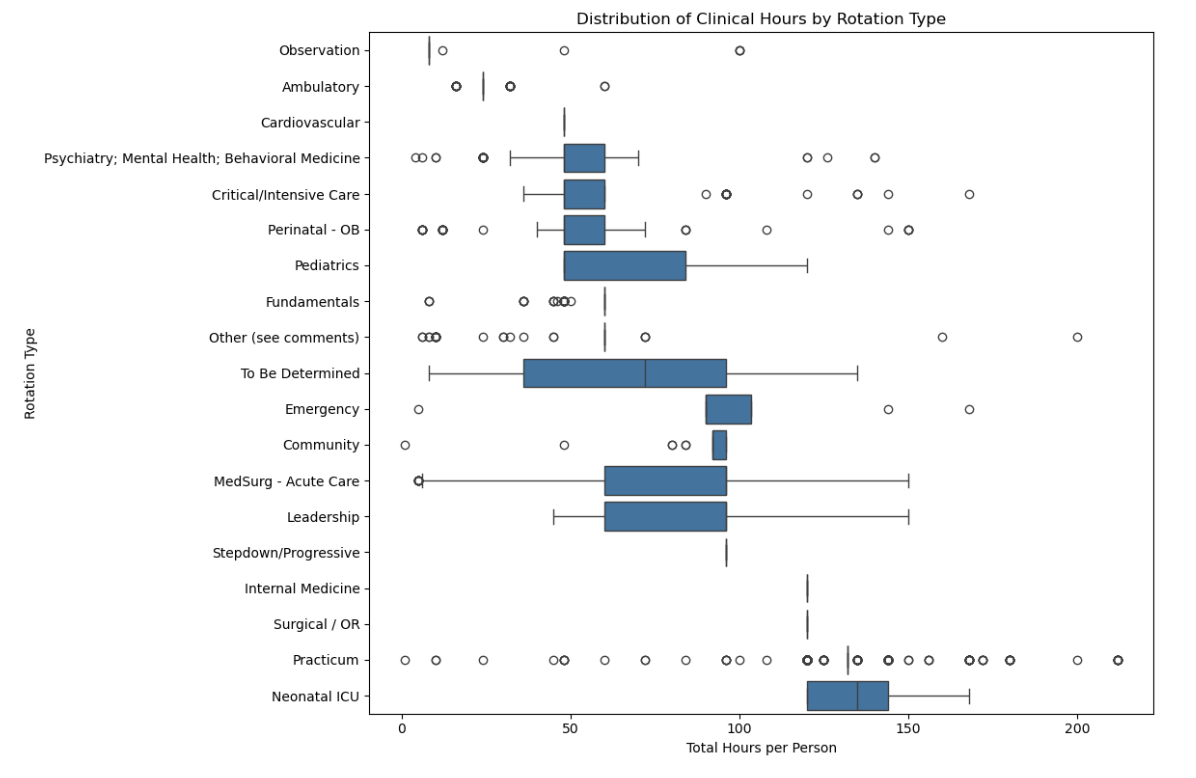 Distribution of Clinical Hours by Rotation Type
Rotation Type
Observation
Ambulatory
Cardiovascular
Psychiatry; Mental Health; Behavioral Medicine
Critical/Intensive Care
Perinatal - OB
Pediatrics
Fundamentals
Other (see comments)
To Be Determined
Emergency
Community
MedSurg - Acute Care
Leadership
Stepdown/Progressive
Internal Medicine
Surgical / OR
Practicum
Neonatal ICU
0 50 100 150 200
Total Hours per Person